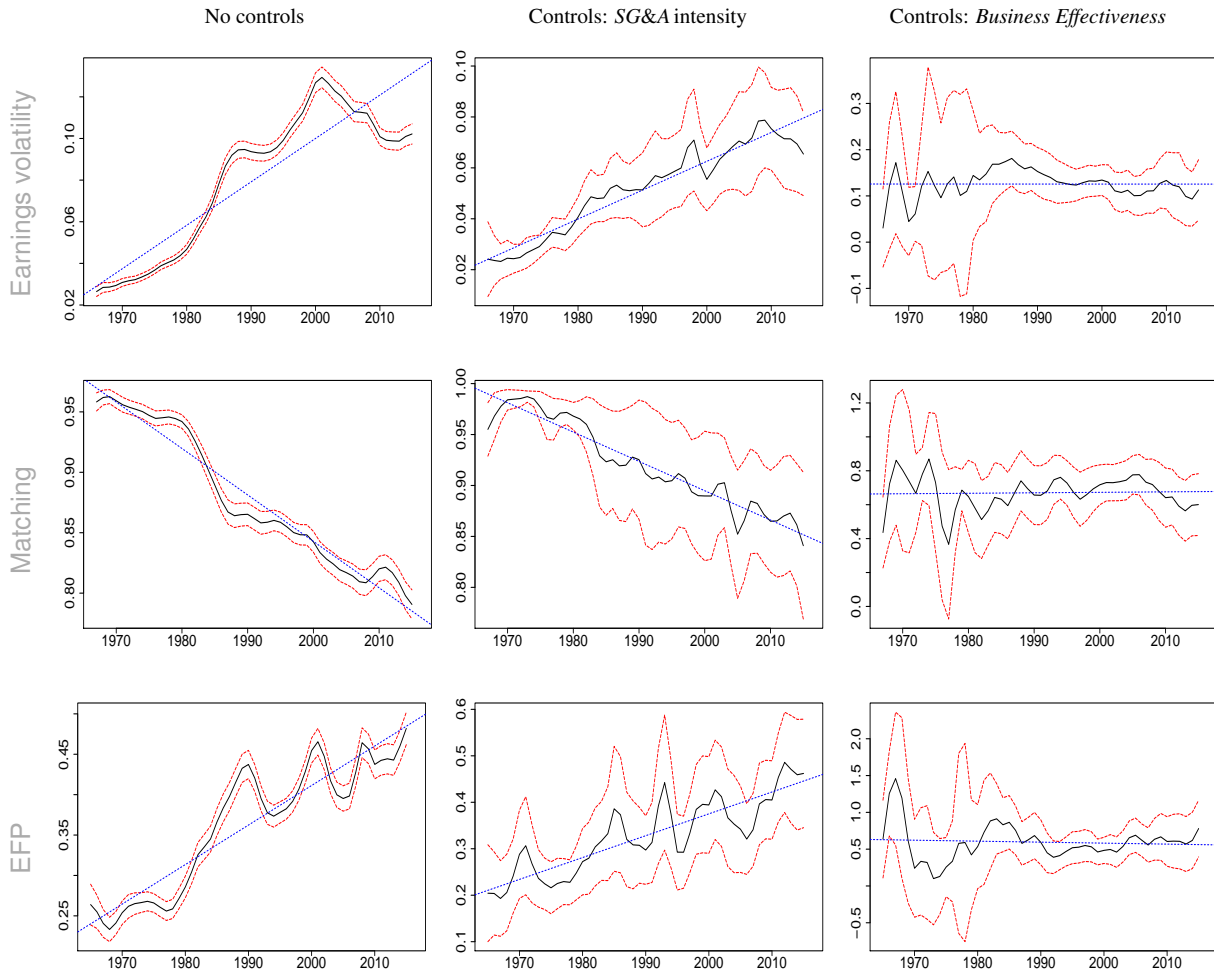 No controls Controls: SG&A intensity Controls: Business Effectiveness
Earnings volatility
0.02 0.06 0.10
1970 1980 1990 2000 2010
0.02 0.04 0.06 0.08 0.10
1970 1980 1990 2000 2010
−0.1 0.0 0.1 0.2 0.3
1970 1980 1990 2000 2010
Matching
0.80 0.85 0.90 0.95
1970 1980 1990 2000 2010
0.80 0.85 0.90 0.95 1.00
1970 1980 1990 2000 2010
0.0 0.4 0.8 1.2
1970 1980 1990 2000 2010
EFP
0.25 0.35 0.45
1970 1980 1990 2000 2010
0.1 0.2 0.3 0.4 0.5 0.6
1970 1980 1990 2000 2010
−0.5 0.5 1.0 1.5 2.0
1970 1980 1990 2000 2010